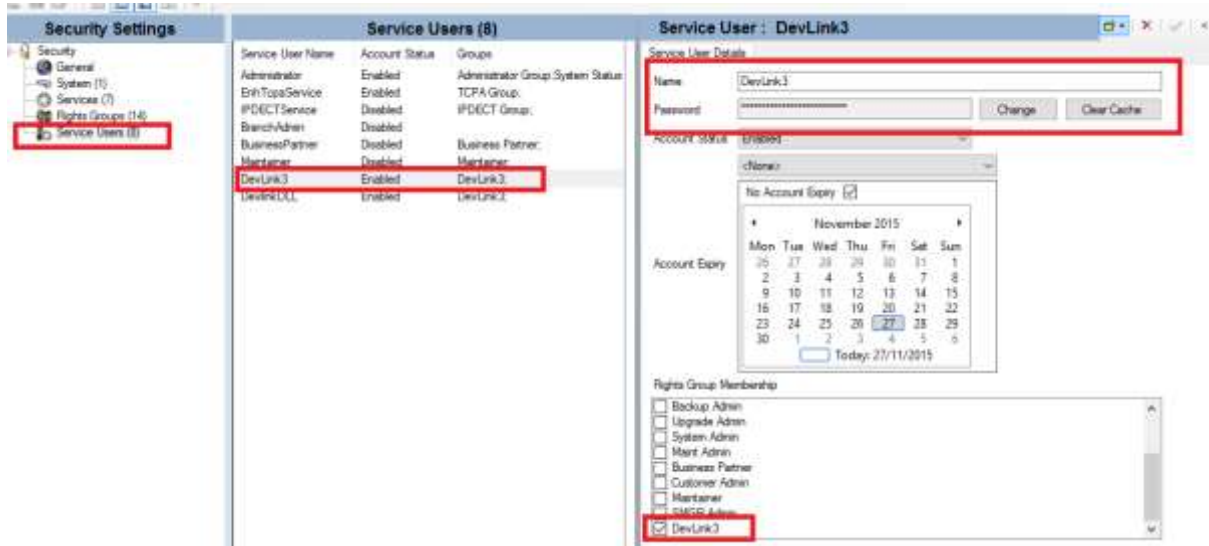 Security Settings
Security
General
System (1)
Services (7)
Rights Groups (14)
Service Users (8)
Service Users (8)
Service User Name Account Status Groups
Administrator Enabled Administrator Group;System Status
EnhTcpaService Enabled TCPA Group;
IPDECTService Disabled IPDECT Group;
BranchAdmin Disabled
BusinessPartner Disabled Business Partner;
Maintainer Disabled Maintainer
DevLink3 Enabled DevLink3;
DevlinkDLL Enabled DevLink3;
Service User : DevLink3
Service User Details
Name DevLink3
Password Change Clear Cache
Account Status Enabled
<None>
No Account Expiry
Account Expiry
November 2015
Mon Tue Wed Thu Fri Sat Sun
26 27 28 29 30 31 1
2 3 4 5 6 7 8
9 10 11 12 13 14 15
16 17 18 19 20 21 22
23 24 25 26 27 28 29
30 1 2 3 4 5 6
Today: 27/11/2015
Rights Group Membership
Backup Admin
Upgrade Admin
System Admin
Maint Admin
Business Partner
Customer Admin
Maintainer
SMGR Admin
DevLink3